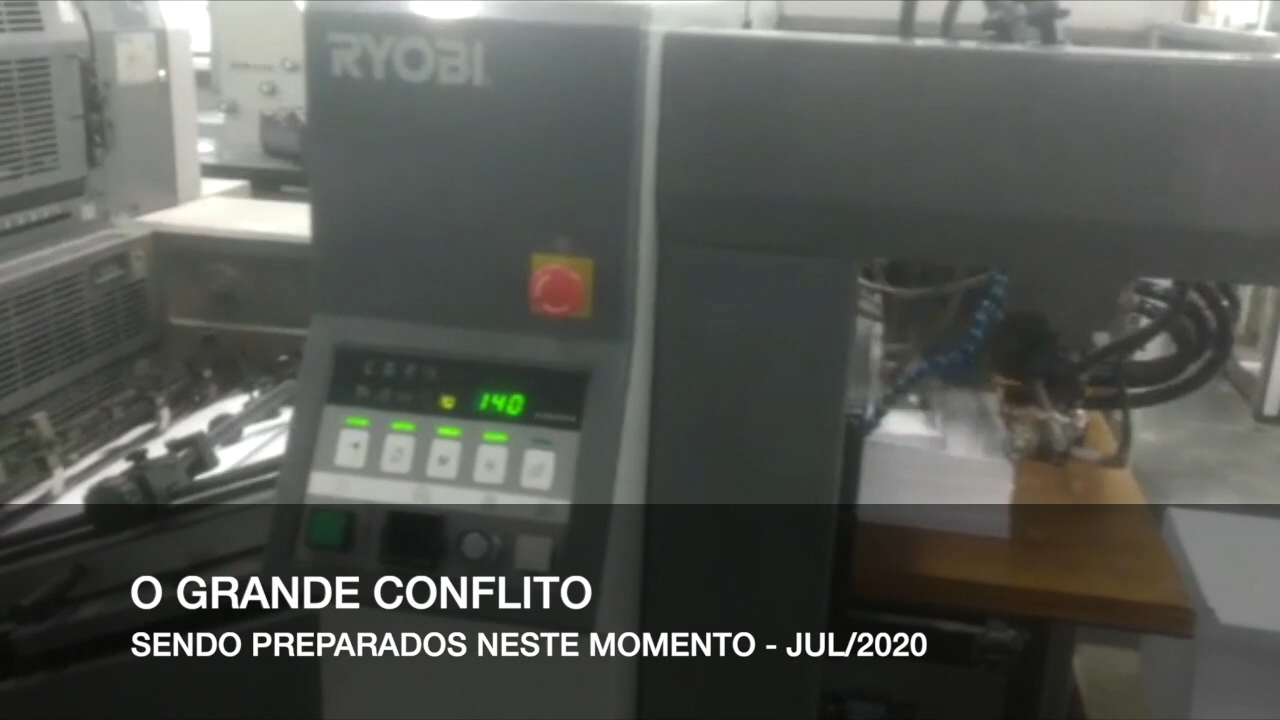 RYOBI
140
O GRANDE CONFLITO
SENDO PREPARADOS NESTE MOMENTO - JUL/2020